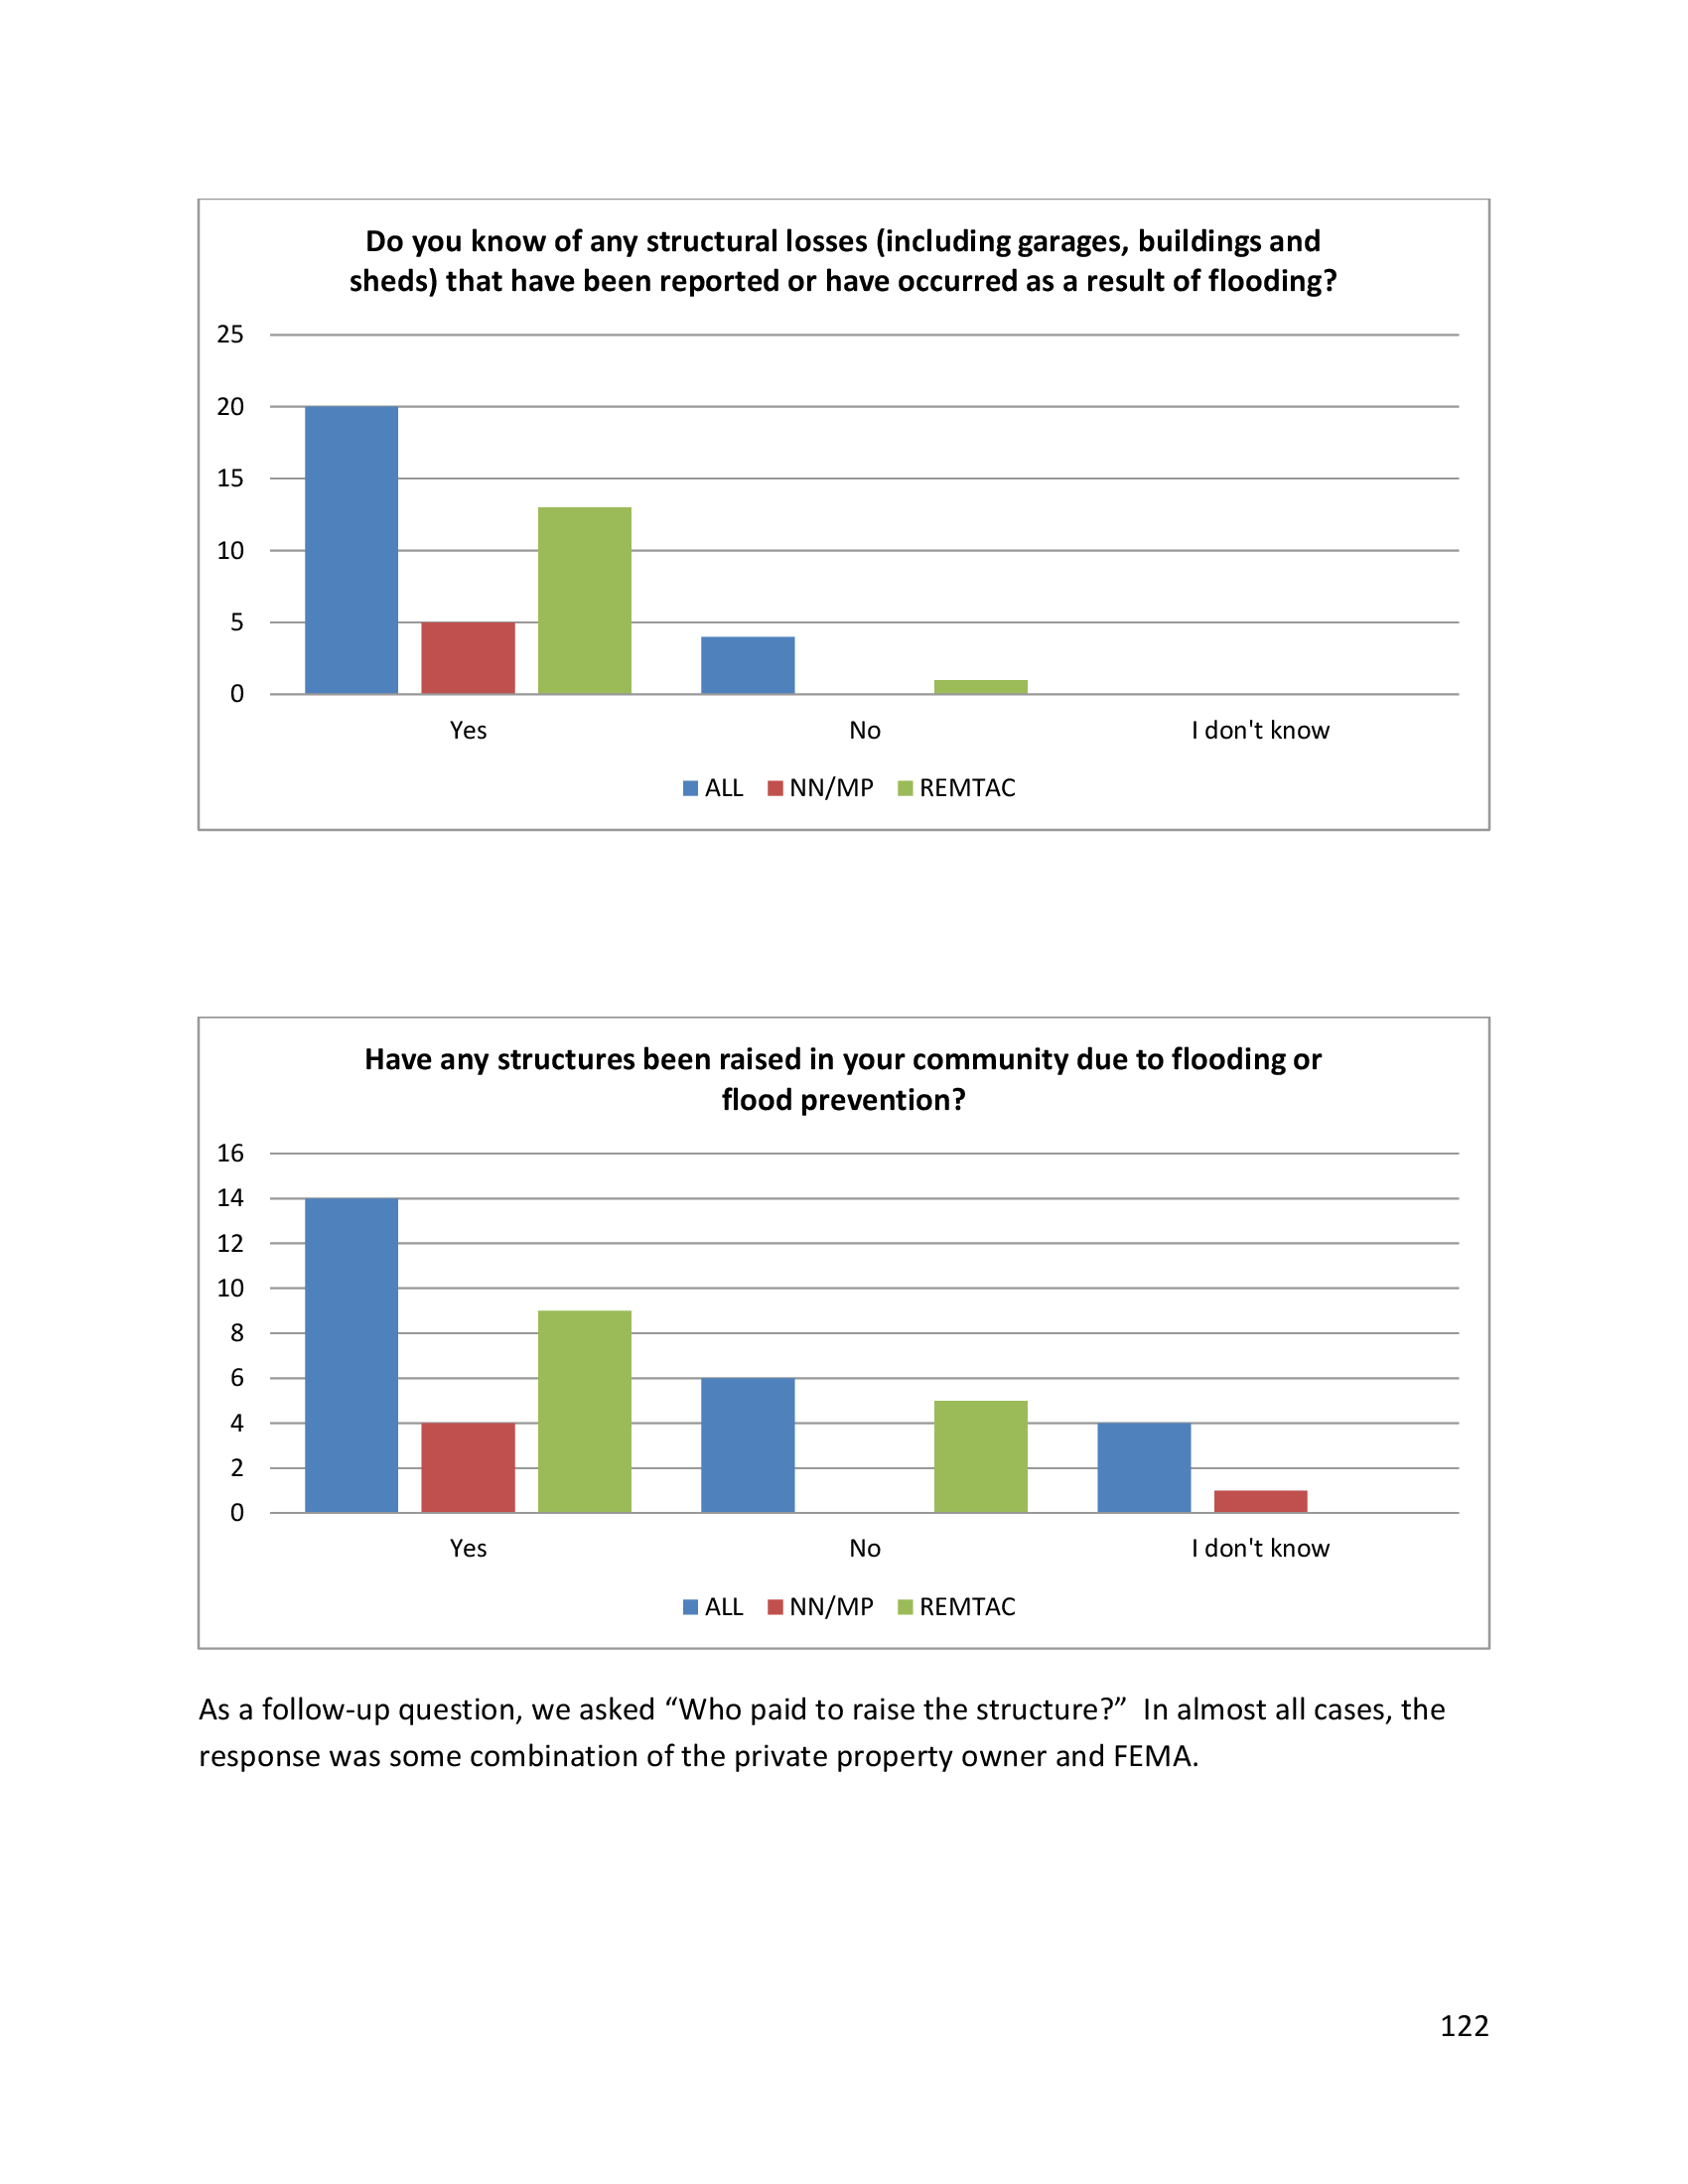 Do you know of any structural losses (including garages, buildings and
sheds) that have been reported or have occurred as a result of flooding?
25
20
15
10
5
0
Yes No I don't know
ALL NN/MP REMTAC
Have any structures been raised in your community due to flooding or
flood prevention?
16
14
12
10
8
6
4
2
0
Yes No I don't know
ALL NN/MP REMTAC
As a follow-up question, we asked “Who paid to raise the structure?”  In almost all cases, the
response was some combination of the private property owner and FEMA.
122